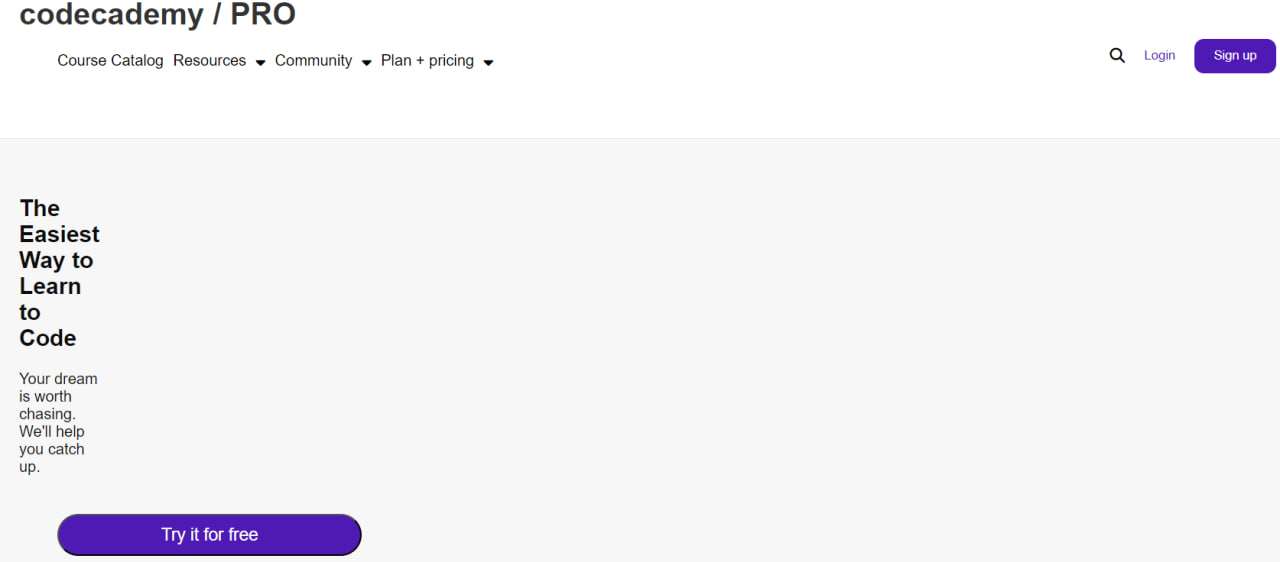 codecademy / PRO
Course Catalog Resources Community Plan + pricing Login Sign up
The
Easiest
Way to
Learn
to
Code
Your dream
is worth
chasing.
We'll help
you catch
up.
Try it for free